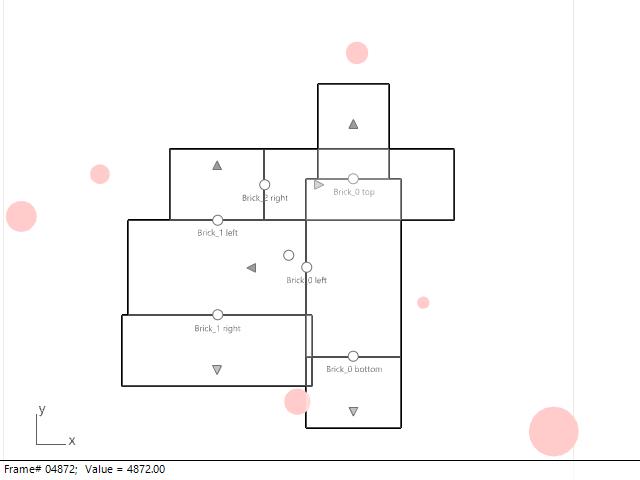 Brick_2 right
Brick_0 top
Brick_1 left
Brick_0 left
Brick_1 right
Brick_0 bottom
y
x
Frame# 04872; Value = 4872.00